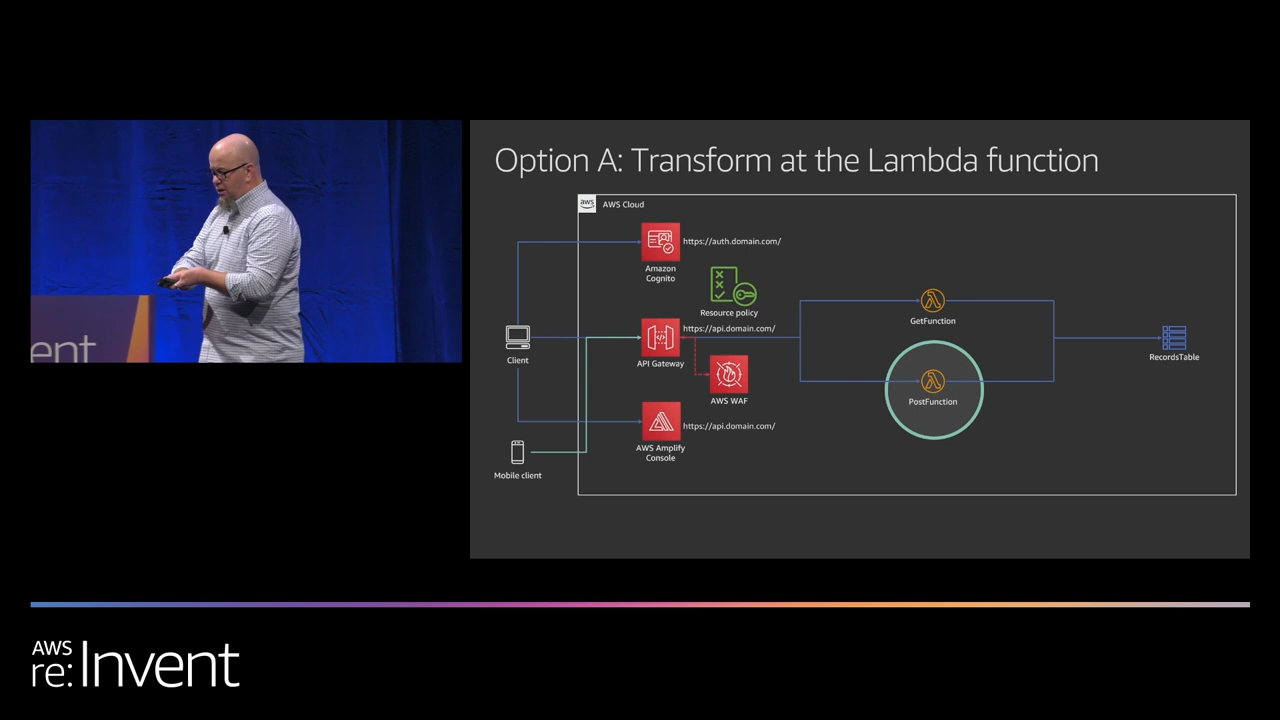 ent
Option A: Transform at the Lambda function
aws
AWS Cloud
https://auth.domain.com/
Amazon
Cognito
Resource policy
https://api.domain.com/
Client
API Gateway
AWS WAF
GetFunction
PostFunction
RecordsTable
https://api.domain.com/
AWS Amplify
Console
Mobile client
AWS
re:Invent